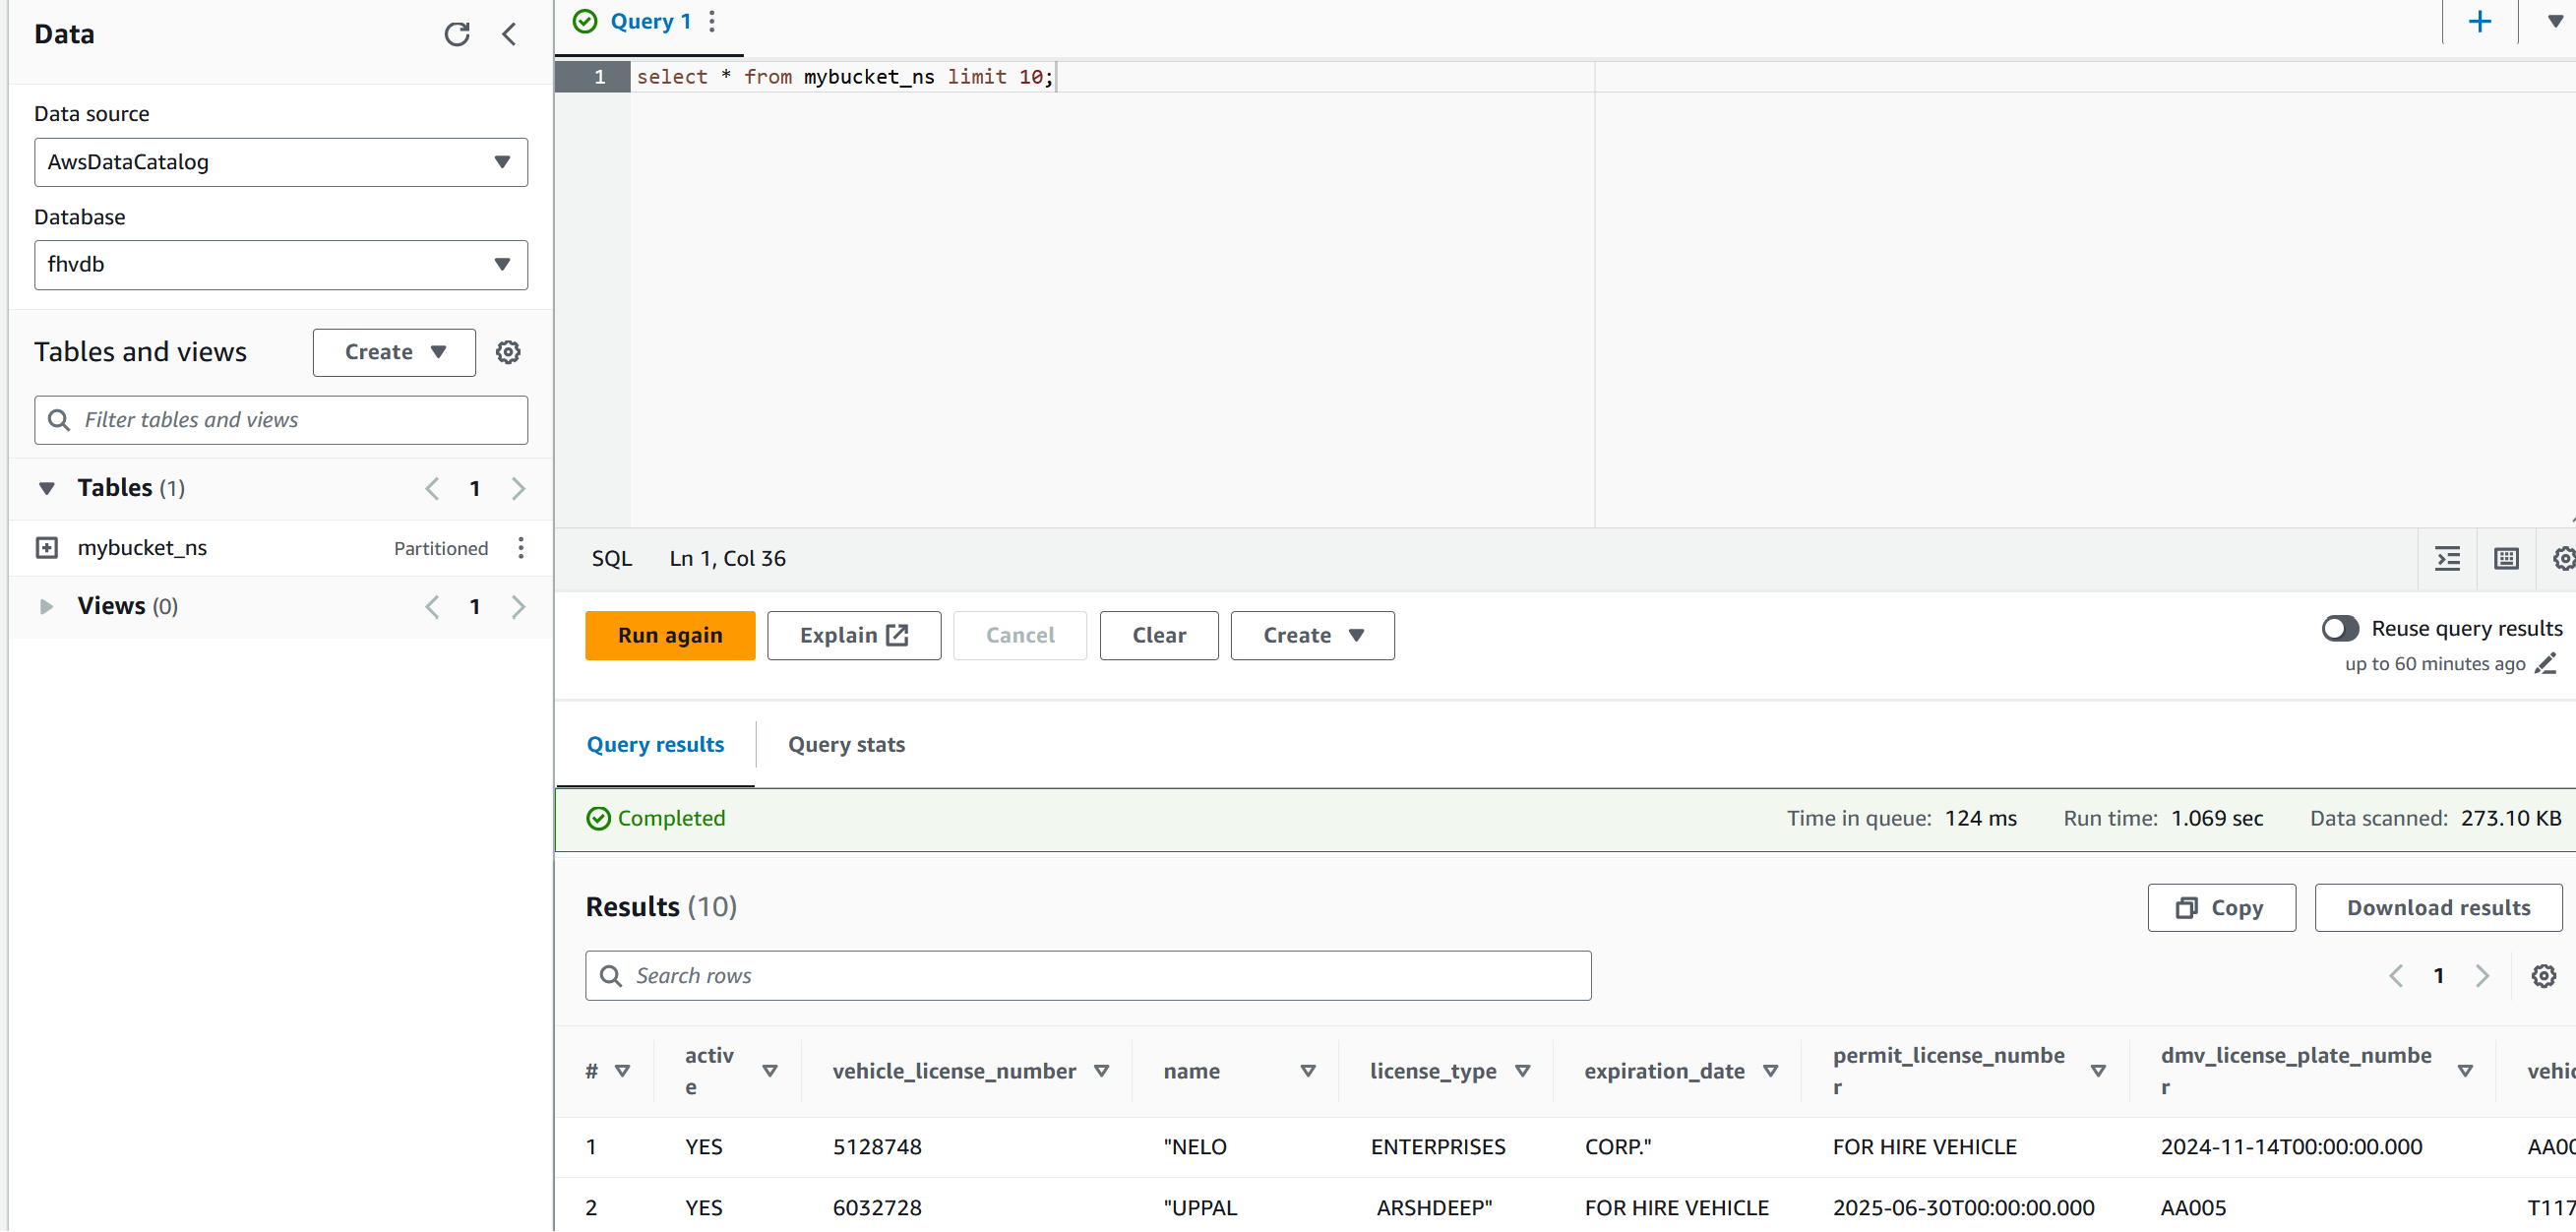 Data
Data source
AwsDataCatalog
Database
fhvdb
Tables and views
Create
Filter tables and views
Tables (1)
1
mybucket_ns
Partitioned
Views (0)
1
Query 1
1 select * from mybucket_ns limit 10;
SQL Ln 1, Col 36
Run again
Explain
Cancel
Clear
Create
Reuse query results
up to 60 minutes ago
Query results
Query stats
Completed
Time in queue: 124 ms
Run time: 1.069 sec
Data scanned: 273.10 KB
Results (10)
Copy
Download results
Search rows
1
# active vehicle_license_number name license_type expiration_date permit_license_number dmv_license_plate_number
1 YES 5128748 "NELO ENTERPRISES CORP." FOR HIRE VEHICLE 2024-11-14T00:00:00.000
2 YES 6032728 "UPPAL ARSHDEEP" FOR HIRE VEHICLE 2025-06-30T00:00:00.000 AA005